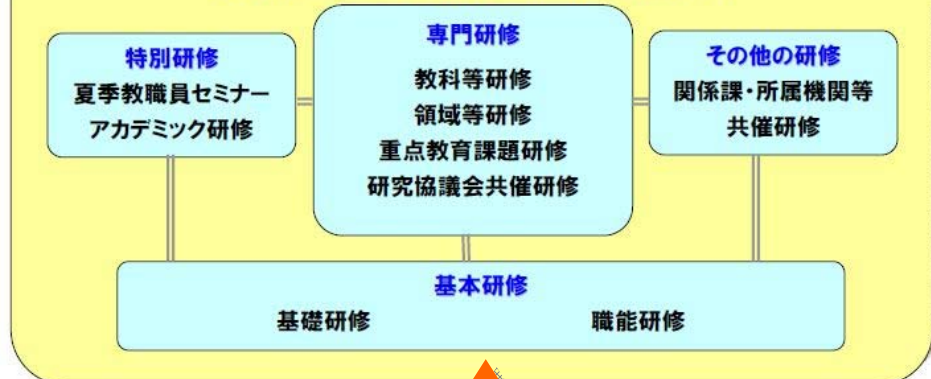 特別研修
夏季教職員セミナー
アカデミック研修
専門研修
教科等研修
領域等研修
重点教育課題研修
研究協議会共催研修
その他の研修
関係課・所属機関等
共催研修
基本研修
基礎研修 職能研修